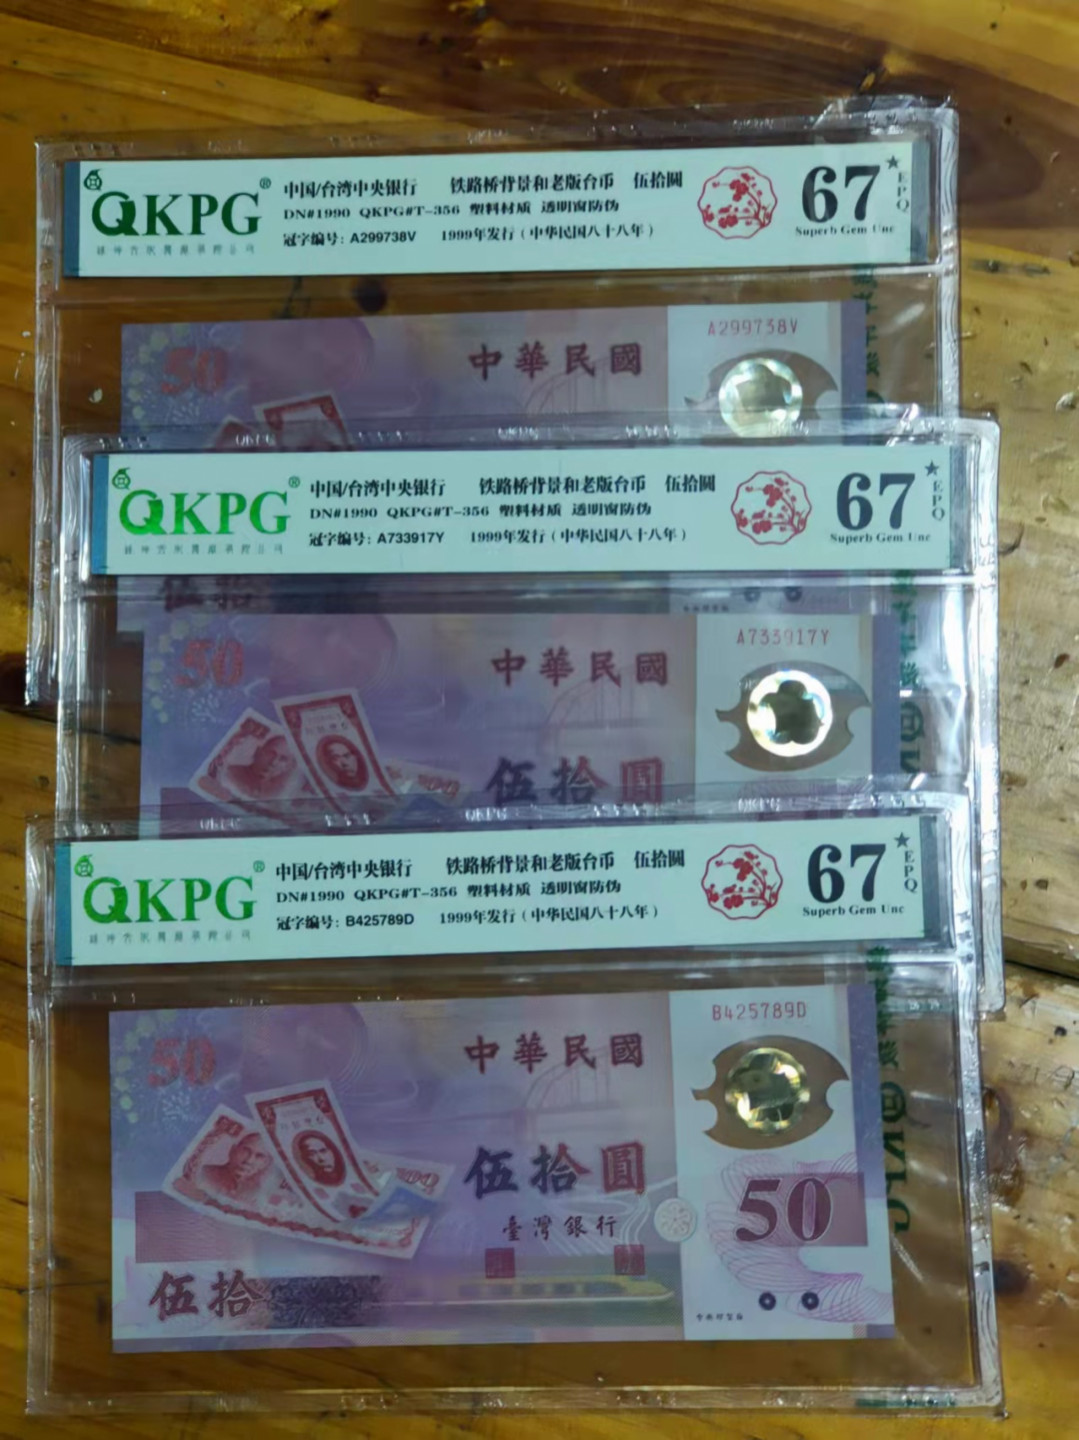 QKPG®
中国/台湾中央银行 铁路桥背景和老版台币 伍拾圆
DN#1990 QKPG#T-356 塑料材质 透明窗防伪
冠字编号: A299738V 1999年发行(中华民国八十八年)
67★
EPQ
Superb Gem Unc
A299738V
50
中華民國
伍拾
QKPG®
中国/台湾中央银行 铁路桥背景和老版台币 伍拾圆
DN#1990 QKPG#T-356 塑料材质 透明窗防伪
冠字编号: A733917Y 1999年发行(中华民国八十八年)
67★
EPQ
Superb Gem Unc
A733917Y
50
中華民國
伍拾圓
QKPG
QKPG®
中国/台湾中央银行 铁路桥背景和老版台币 伍拾圆
DN#1990 QKPG#T-356 塑料材质 透明窗防伪
冠字编号: B425789D 1999年发行(中华民国八十八年)
67★
EPQ
Superb Gem Unc
B425789D
50
中華民國
伍拾圓
臺灣銀行
50
伍拾